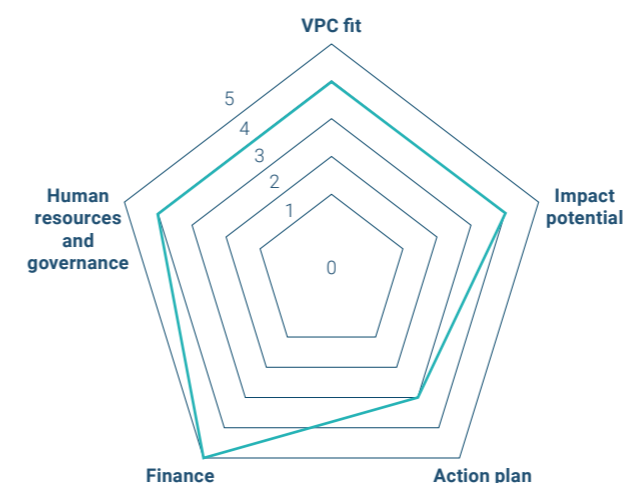 VPC fit
5
4
3
2
1
0
Human
resources
and
governance
Impact
potential
Finance
Action plan